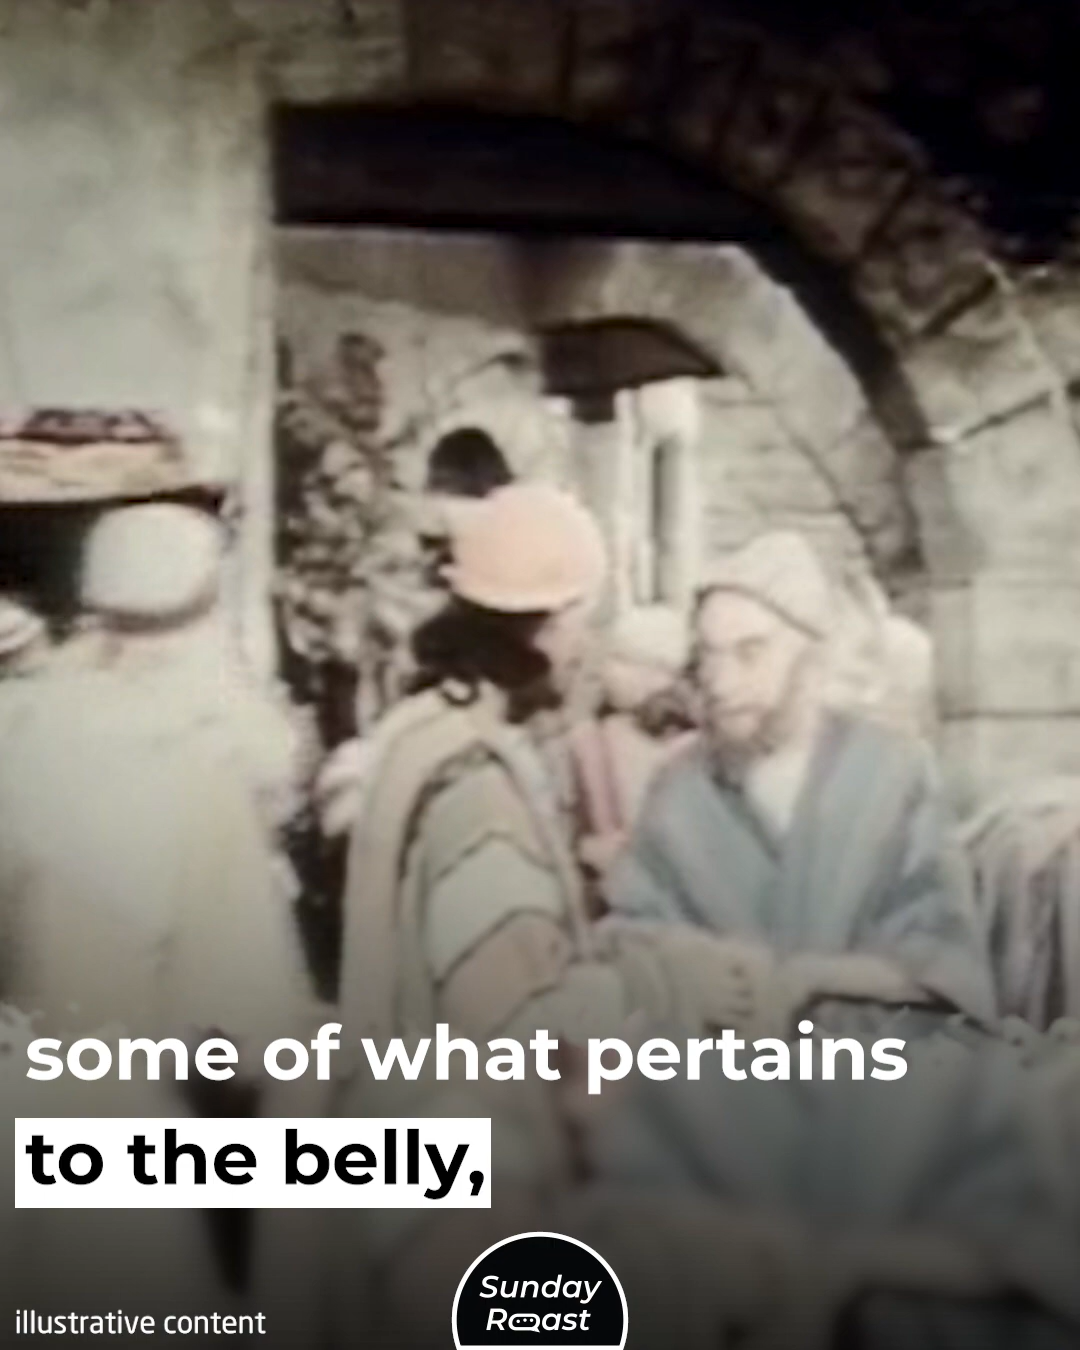 some of what pertains
to the belly,
illustrative content
Sunday
Roast